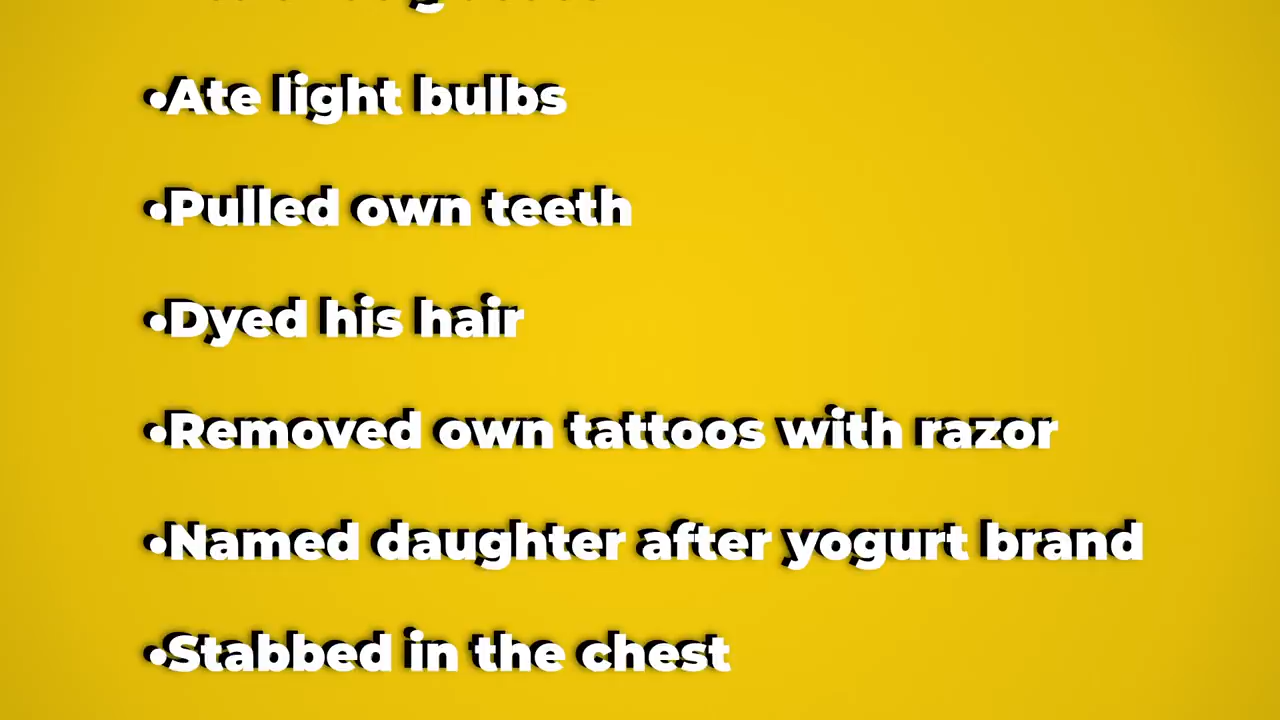 •Ate light bulbs
•Pulled own teeth
•Dyed his hair
•Removed own tattoos with razor
•Named daughter after yogurt brand
•Stabbed in the chest